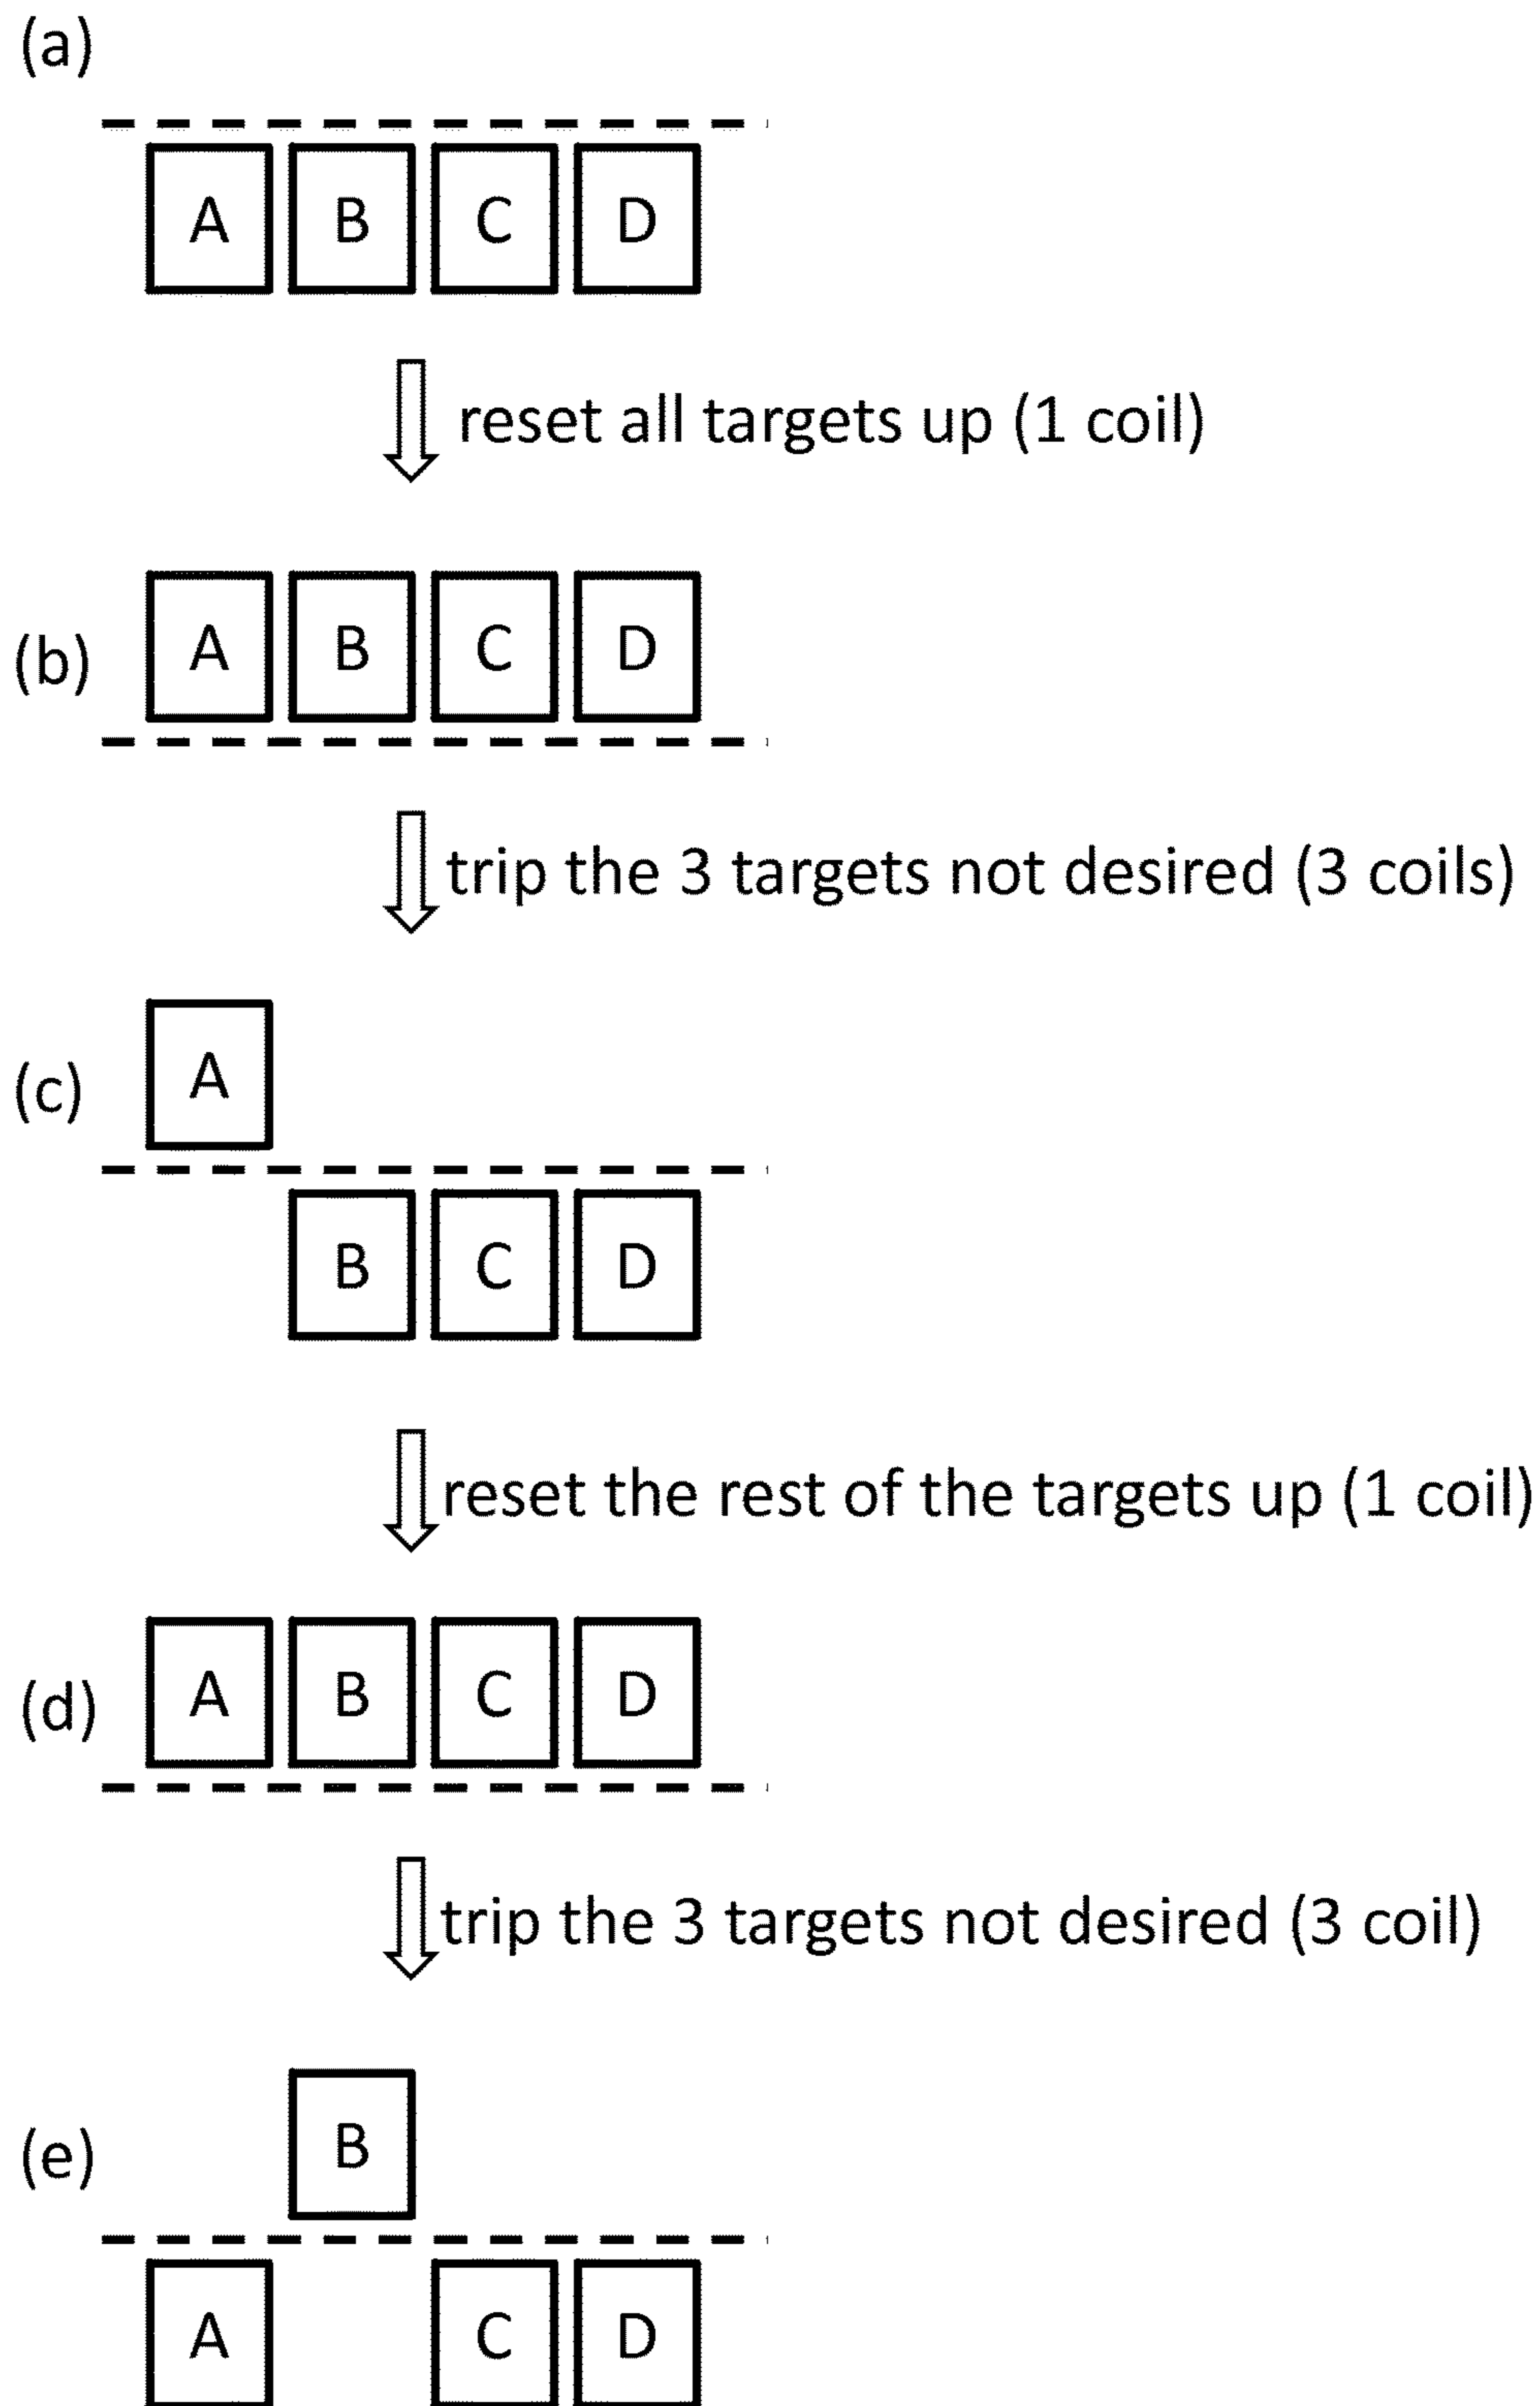 (a)
A B C D
reset all targets up (1 coil)
(b) A B C D
trip the 3 targets not desired (3 coils)
(c) A
B C D
reset the rest of the targets up (1 coil)
(d) A B C D
trip the 3 targets not desired (3 coil)
(e) B
A C D